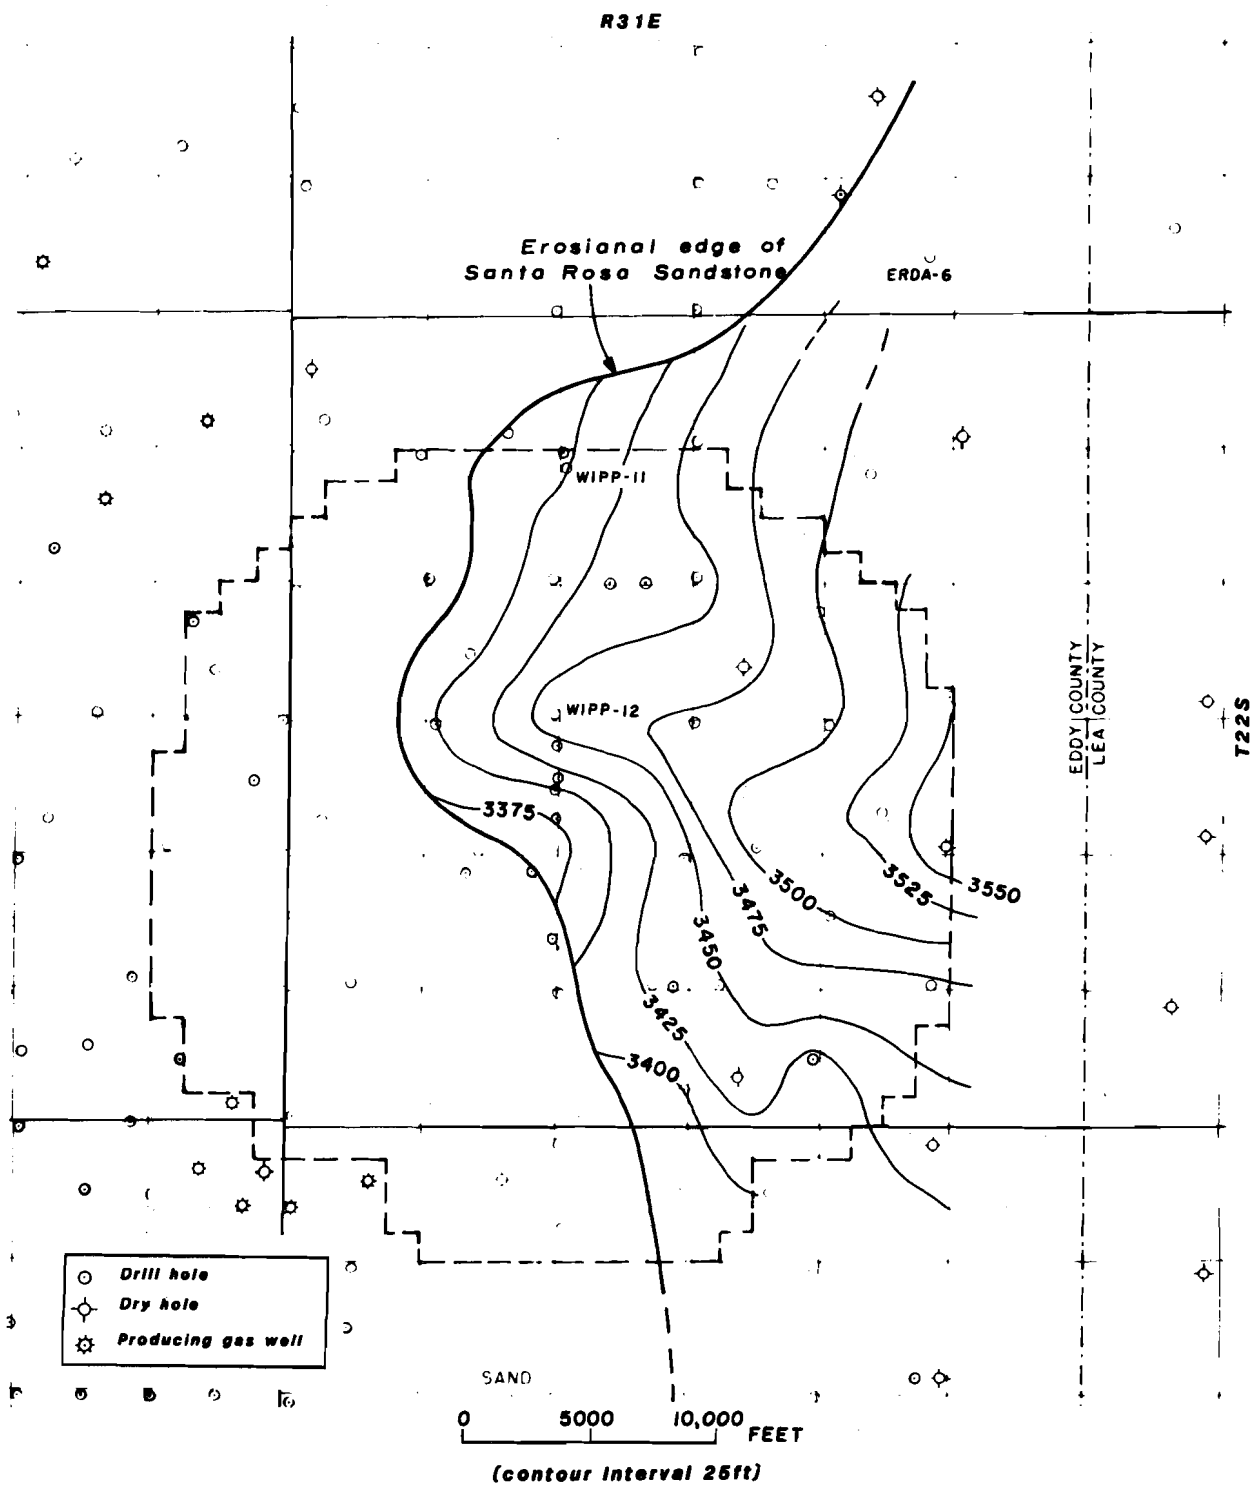 R31E
Erosianal edge of
Santa Rosa Sandstone
ERDA-6
WIPP-11
WIPP-12
EDDY COUNTY
LEA COUNTY
T22S
3375
3500
3525
3550
3475
3450
3425
3400
Drill hole
Dry hole
Producing gas well
SAND
0 5000 10,000 FEET
(contour Interval 25ft)